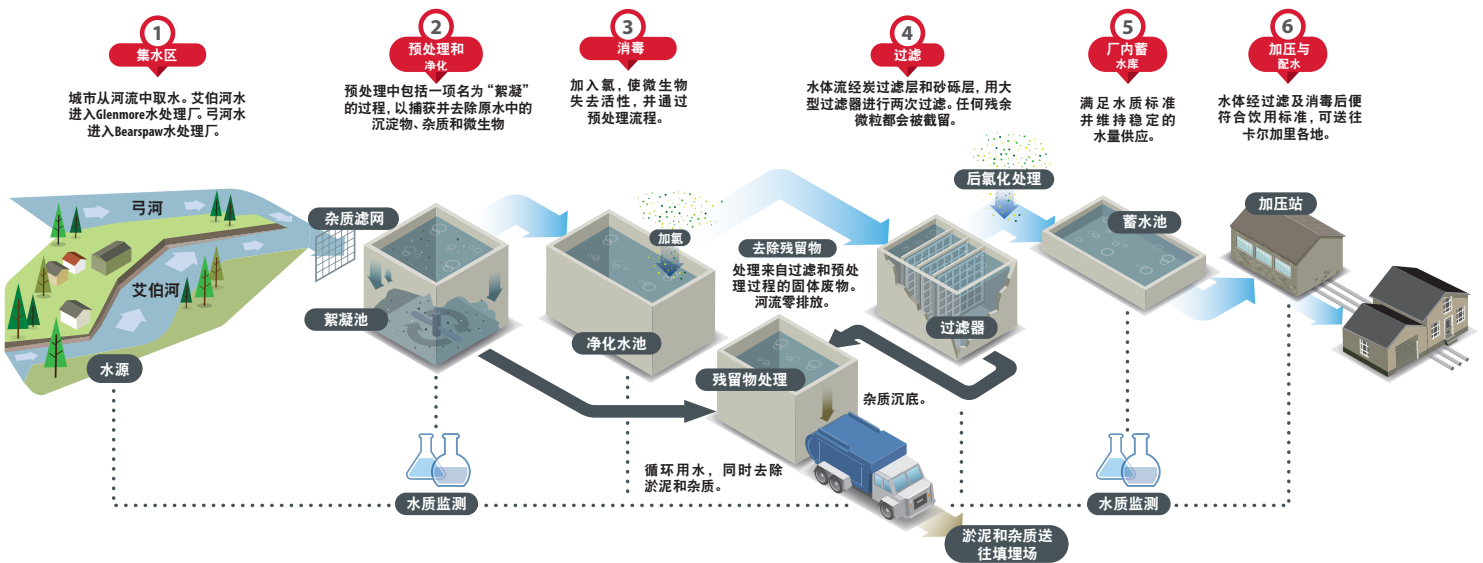 1
集水区
城市从河流中取水。艾伯河水
进入Glenmore水处理厂。弓河水
进入Bearspaw水处理厂。
2
预处理和
净化
预处理中包括一项名为“絮凝”
的过程，以捕获并去除原水中的
沉淀物、杂质和微生物
3
消毒
加入氯，使微生物
失去活性，并通过
预处理流程。
4
过滤
水体流经炭过滤层和砂砾层，用大
型过滤器进行两次过滤。任何残余
微粒都会被截留。
5
厂内蓄
水库
满足水质标准
并维持稳定的
水量供应。
6
加压与
配水
水体经过滤及消毒后便
符合饮用标准，可送往
卡尔加里各地。
弓河
艾伯河
水源
杂质滤网
絮凝池
加氯
净化水池
去除残留物
处理来自过滤和预处
理过程的固体废物。
河流零排放。
后氯化处理
过滤器
蓄水池
加压站
残留物处理
杂质沉底。
循环用水，同时去除
淤泥和杂质。
水质监测
水质监测
淤泥和杂质送
往填埋场